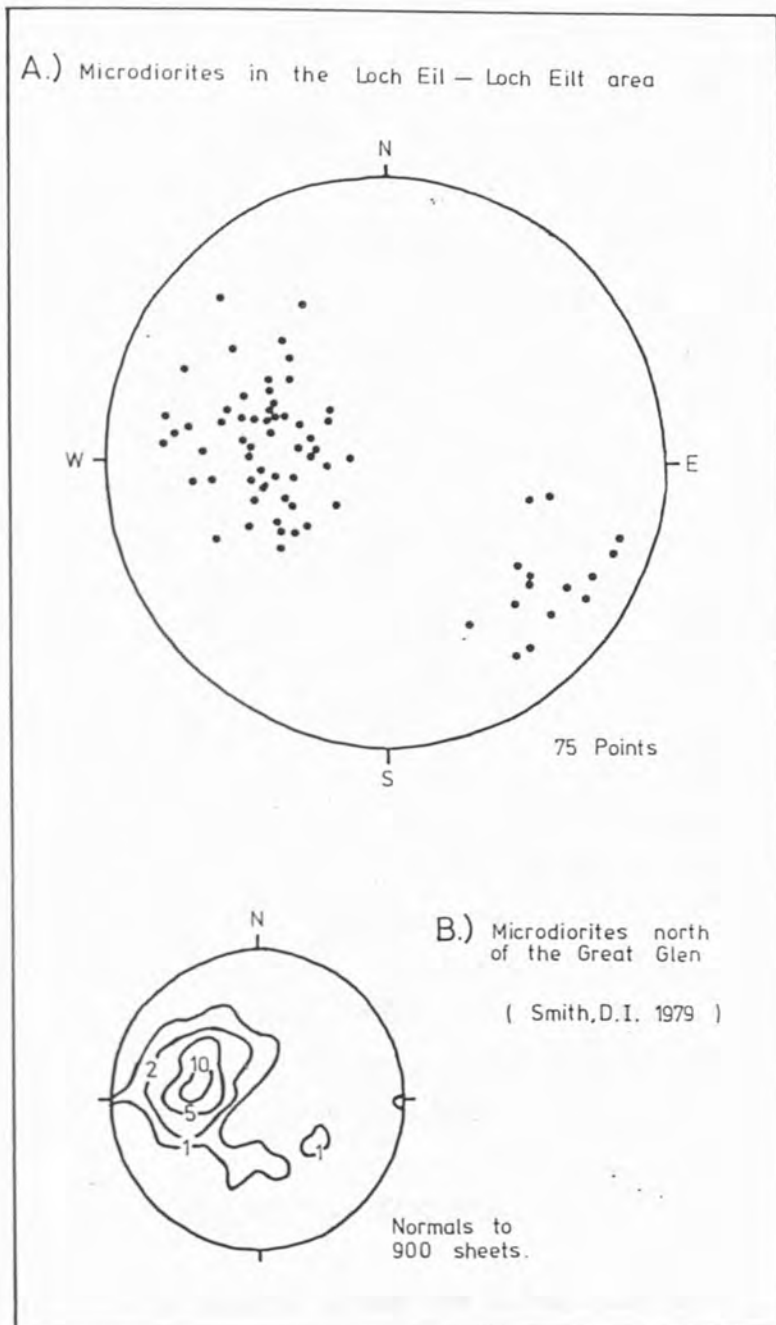 A.) Microdiorites in the Loch Eil — Loch Eilt area
N
W
E
S
75 Points
B.) Microdiorites north
of the Great Glen
( Smith, D.I. 1979 )
N
2
10
5
1
1
Normals to
900 sheets.